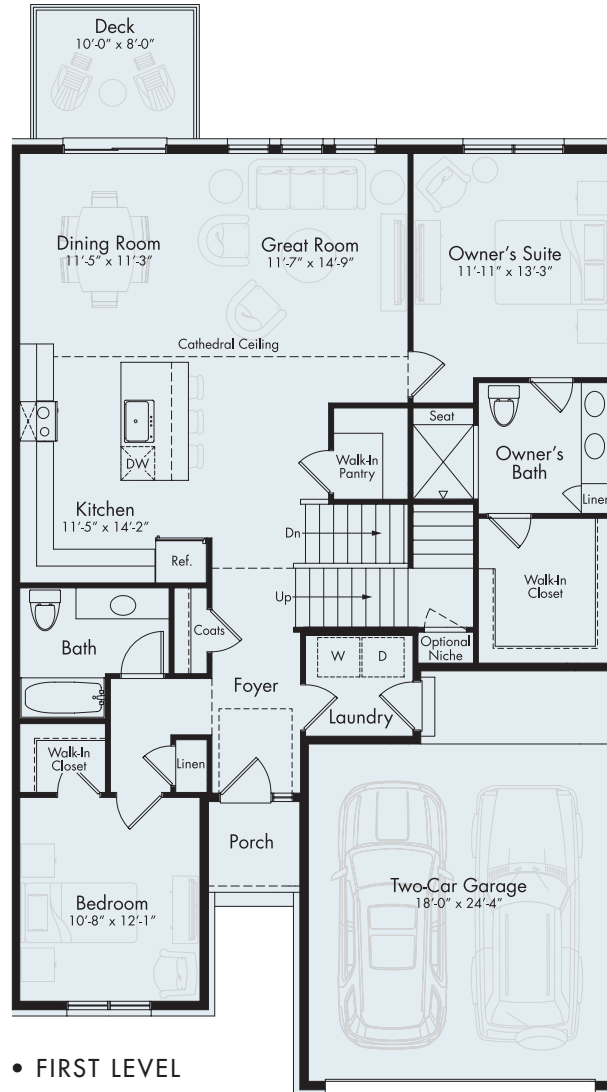 Deck
10'-0" x 8'-0"
Dining Room
11'-5" x 11'-3"
Great Room
11'-7" x 14'-9"
Owner's Suite
11'-11" x 13'-3"
Cathedral Ceiling
DW
Kitchen
11'-5" x 14'-2"
Ref.
Walk-In
Pantry
Seat
Owner's
Bath
Linen
Dn
Up
Walk-In
Closet
Bath
Coats
Optional
Niche
W
D
Foyer
Laundry
Walk-In
Closet
Linen
Porch
Bedroom
10'-8" x 12'-1"
Two-Car Garage
18'-0" x 24'-4"
• FIRST LEVEL